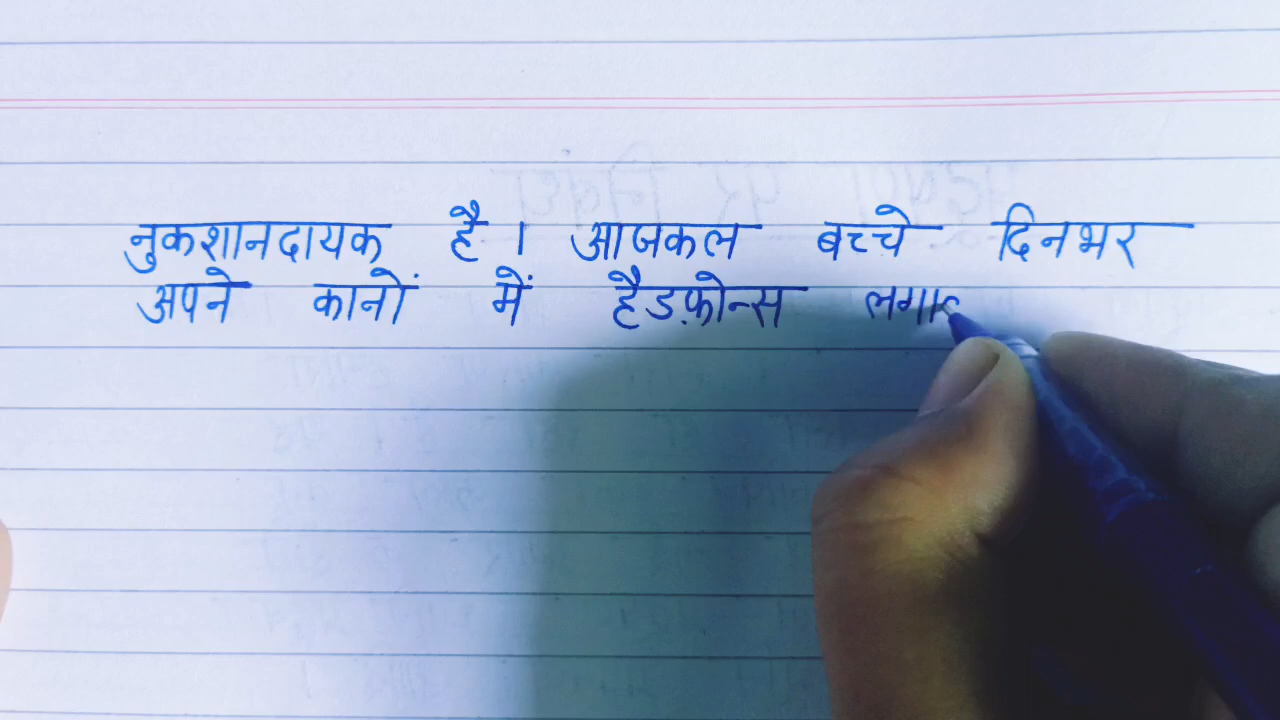 नुकशानदायक है । आजकल बच्चे दिनभर
अपने कानों में हैडफ़ोन्स